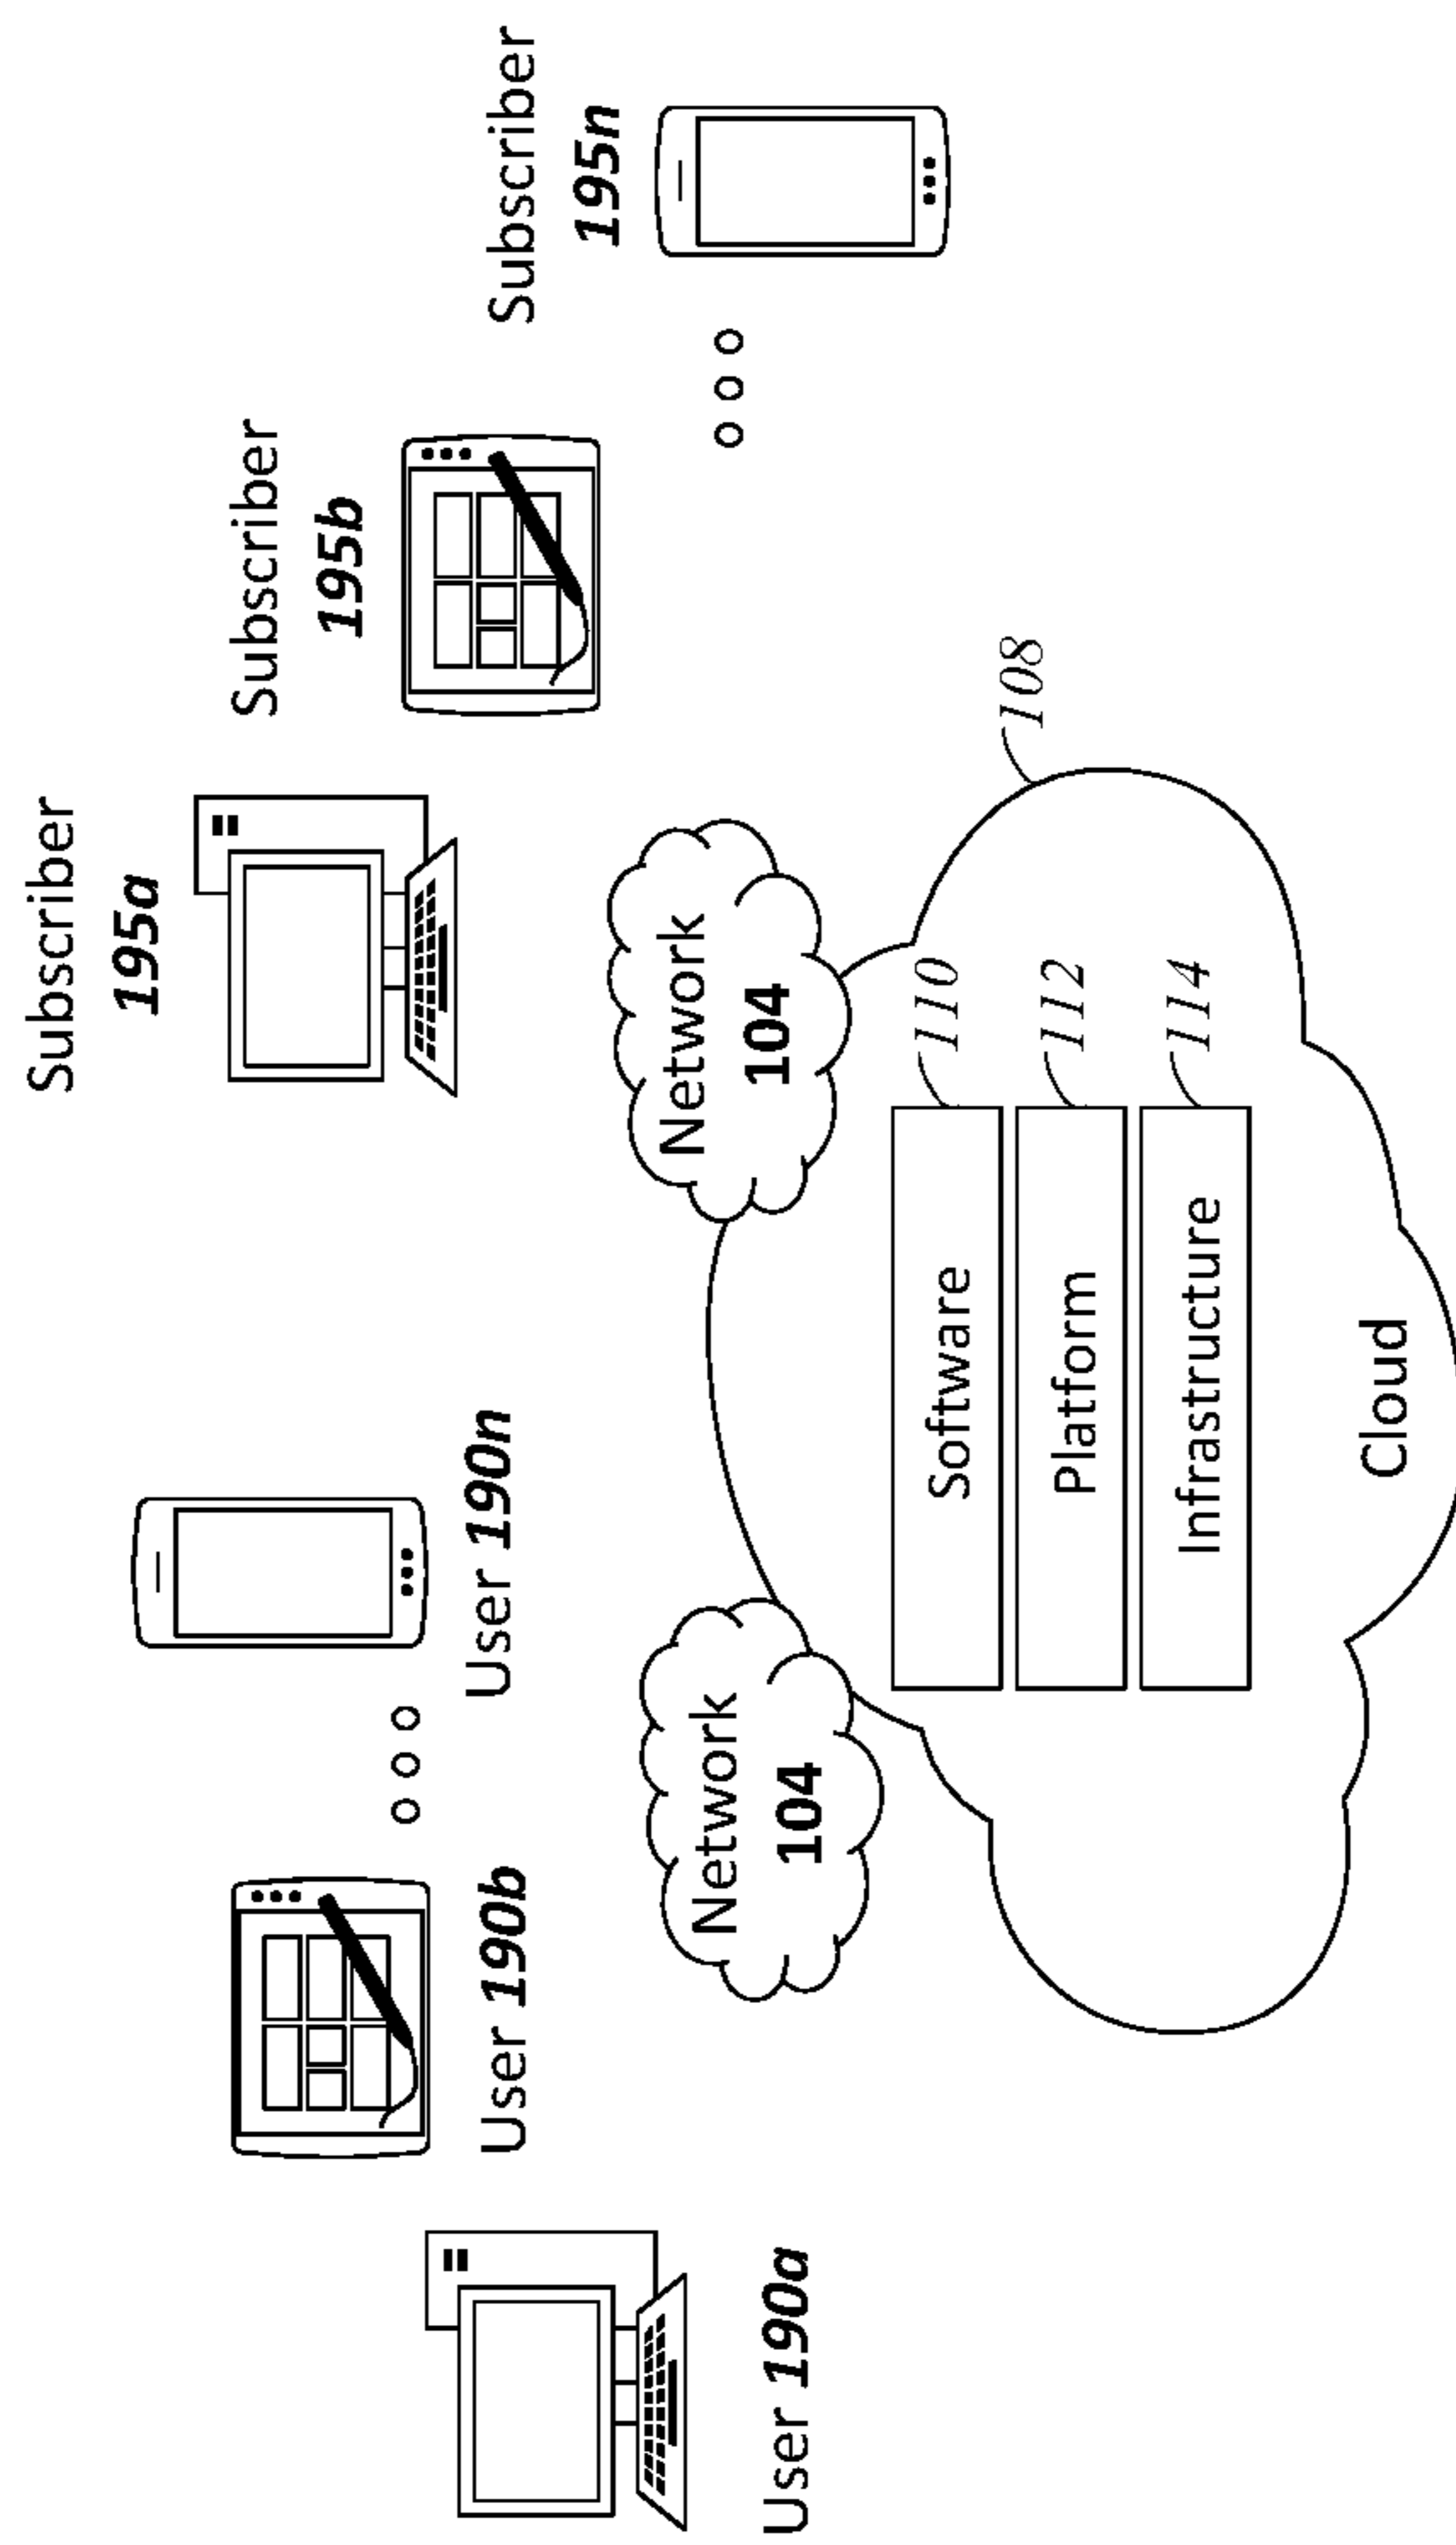 Subscriber
195a
Subscriber
195b
Subscriber
195n
User 190n
User 190b
User 190a
Network
104
Network
104
108
110
Software
112
Platform
114
Infrastructure
Cloud